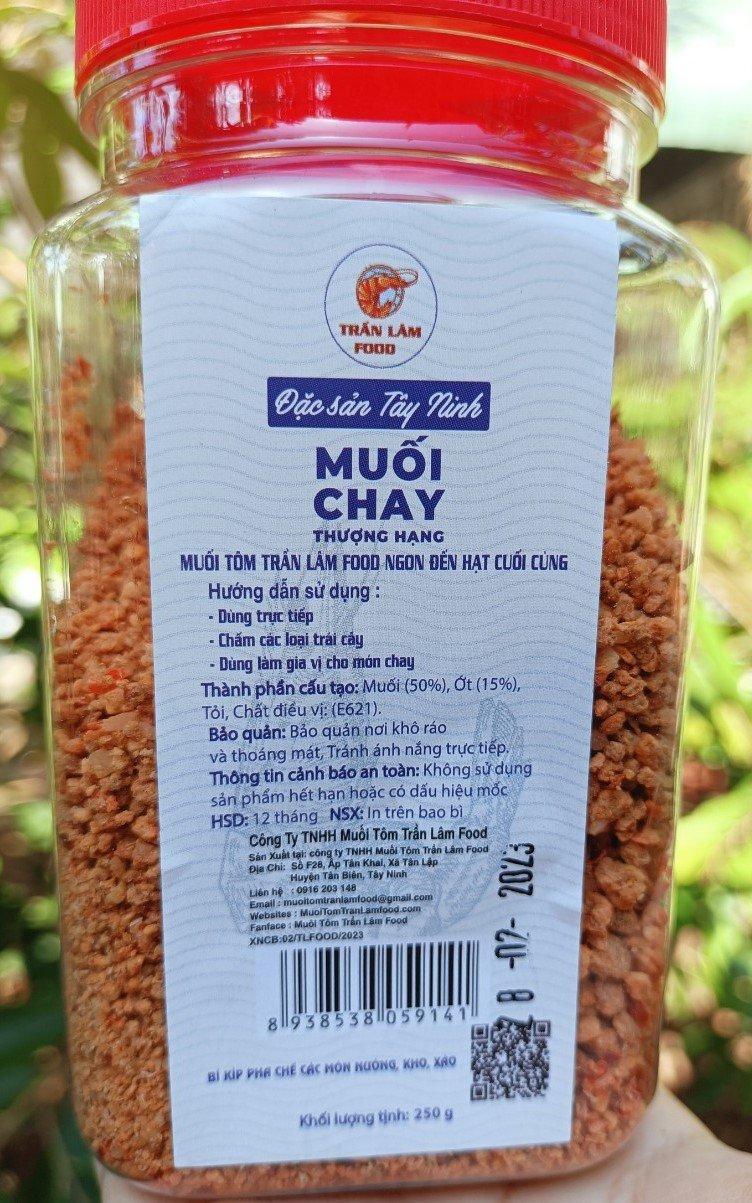 TRẦN LÂM
FOOD
Đặc sản Tây Ninh
MUỐI
CHAY
THƯỢNG HẠNG
MUỐI TÔM TRẦN LÂM FOOD NGON ĐẾN HẠT CUỐI CÙNG
Hướng dẫn sử dụng :
- Dùng trực tiếp
- Chấm các loại trái cây
- Dùng làm gia vị cho món chay
Thành phần cấu tạo: Muối (50%), Ớt (15%),
Tỏi, Chất điều vị: (E621).
Bảo quản: Bảo quản nơi khô ráo
và thoáng mát, Tránh ánh nắng trực tiếp.
Thông tin cảnh báo an toàn: Không sử dụng
sản phẩm hết hạn hoặc có dấu hiệu mốc
HSD: 12 tháng NSX: In trên bao bì
Công Ty TNHH Muối Tôm Trần Lâm Food
Sản Xuất tại: công ty TNHH Muối Tôm Trần Lâm Food
Địa Chỉ: Số F28, Ấp Tân Khai, Xã Tân Lập
Huyện Tân Biên, Tây Ninh
Liên hệ : 0916 203 148
Email : muoitomtranlamfood@gmail.com
Websites : MuoiTomTranLamfood.com
Fanface : Muối Tôm Trần Lâm Food
XNCB:02/TLFOOD/2023
2 8 -02- 2023
8 938538 059141
BÍ KÍP PHA CHẾ CÁC MÓN NƯỚNG, KHO, XÀO
Khối lượng tịnh: 250 g